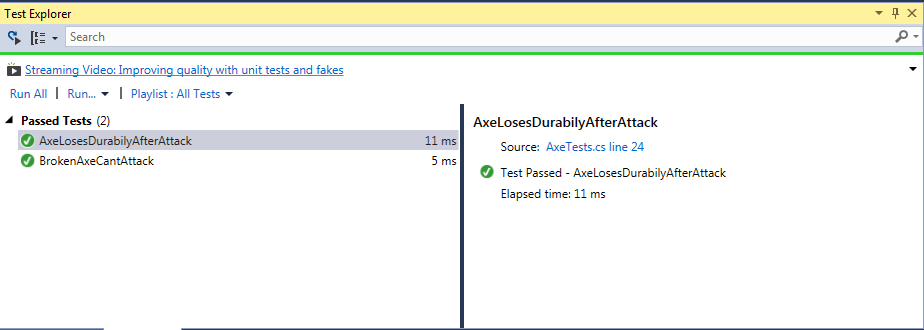 Test Explorer
Search
Streaming Video: Improving quality with unit tests and fakes
Run All | Run... | Playlist : All Tests
Passed Tests (2)
AxeLosesDurabilyAfterAttack 11 ms
BrokenAxeCantAttack 5 ms
AxeLosesDurabilyAfterAttack
Source: AxeTests.cs line 24
Test Passed - AxeLosesDurabilyAfterAttack
Elapsed time: 11 ms